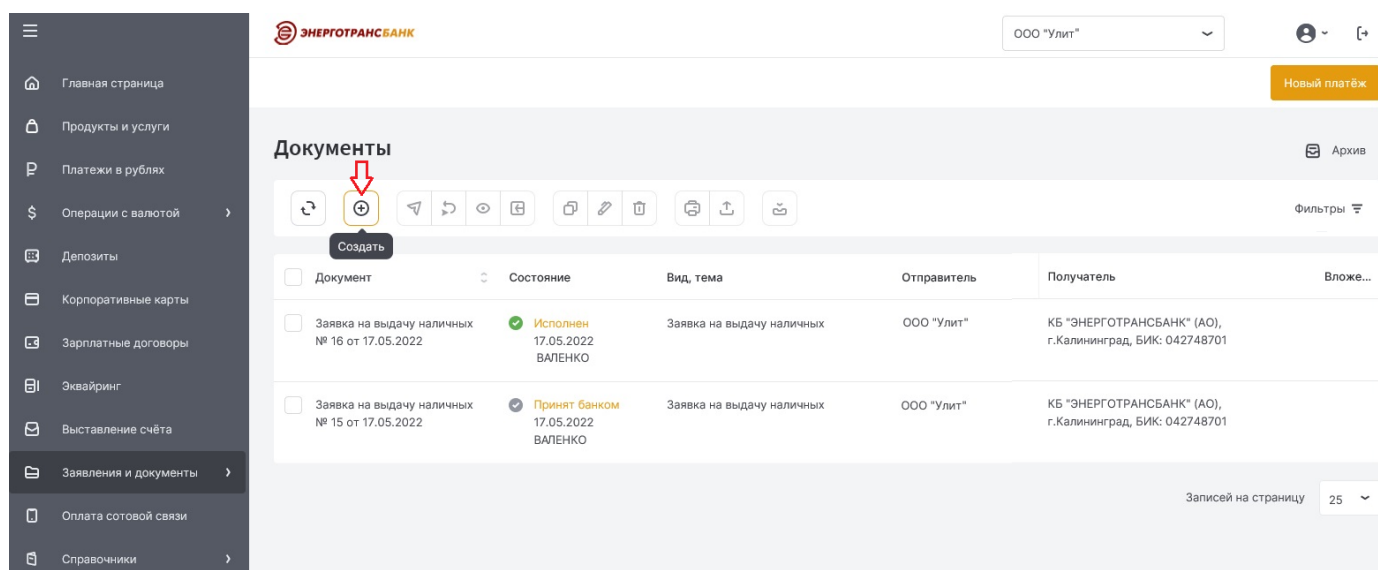 ЭНЕРГОТРАНСБАНК
ООО "Улит"
Главная страница
Новый платёж
Продукты и услуги
Документы
Архив
Платежи в рублях
Операции с валютой
Фильтры
Создать
Депозиты
Документ Состояние Вид, тема Отправитель Получатель Вложе...
Корпоративные карты
Заявка на выдачу наличных Исполнен Заявка на выдачу наличных ООО "Улит" КБ "ЭНЕРГОТРАНСБАНК" (АО),
№ 16 от 17.05.2022 17.05.2022 г.Калининград, БИК: 042748701
Зарплатные договоры
ВАЛЕНКО
Эквайринг
Заявка на выдачу наличных Принят банком Заявка на выдачу наличных ООО "Улит" КБ "ЭНЕРГОТРАНСБАНК" (АО),
№ 15 от 17.05.2022 17.05.2022 г.Калининград, БИК: 042748701
Выставление счёта
ВАЛЕНКО
Заявления и документы
Записей на страницу 25
Оплата сотовой связи
Справочники